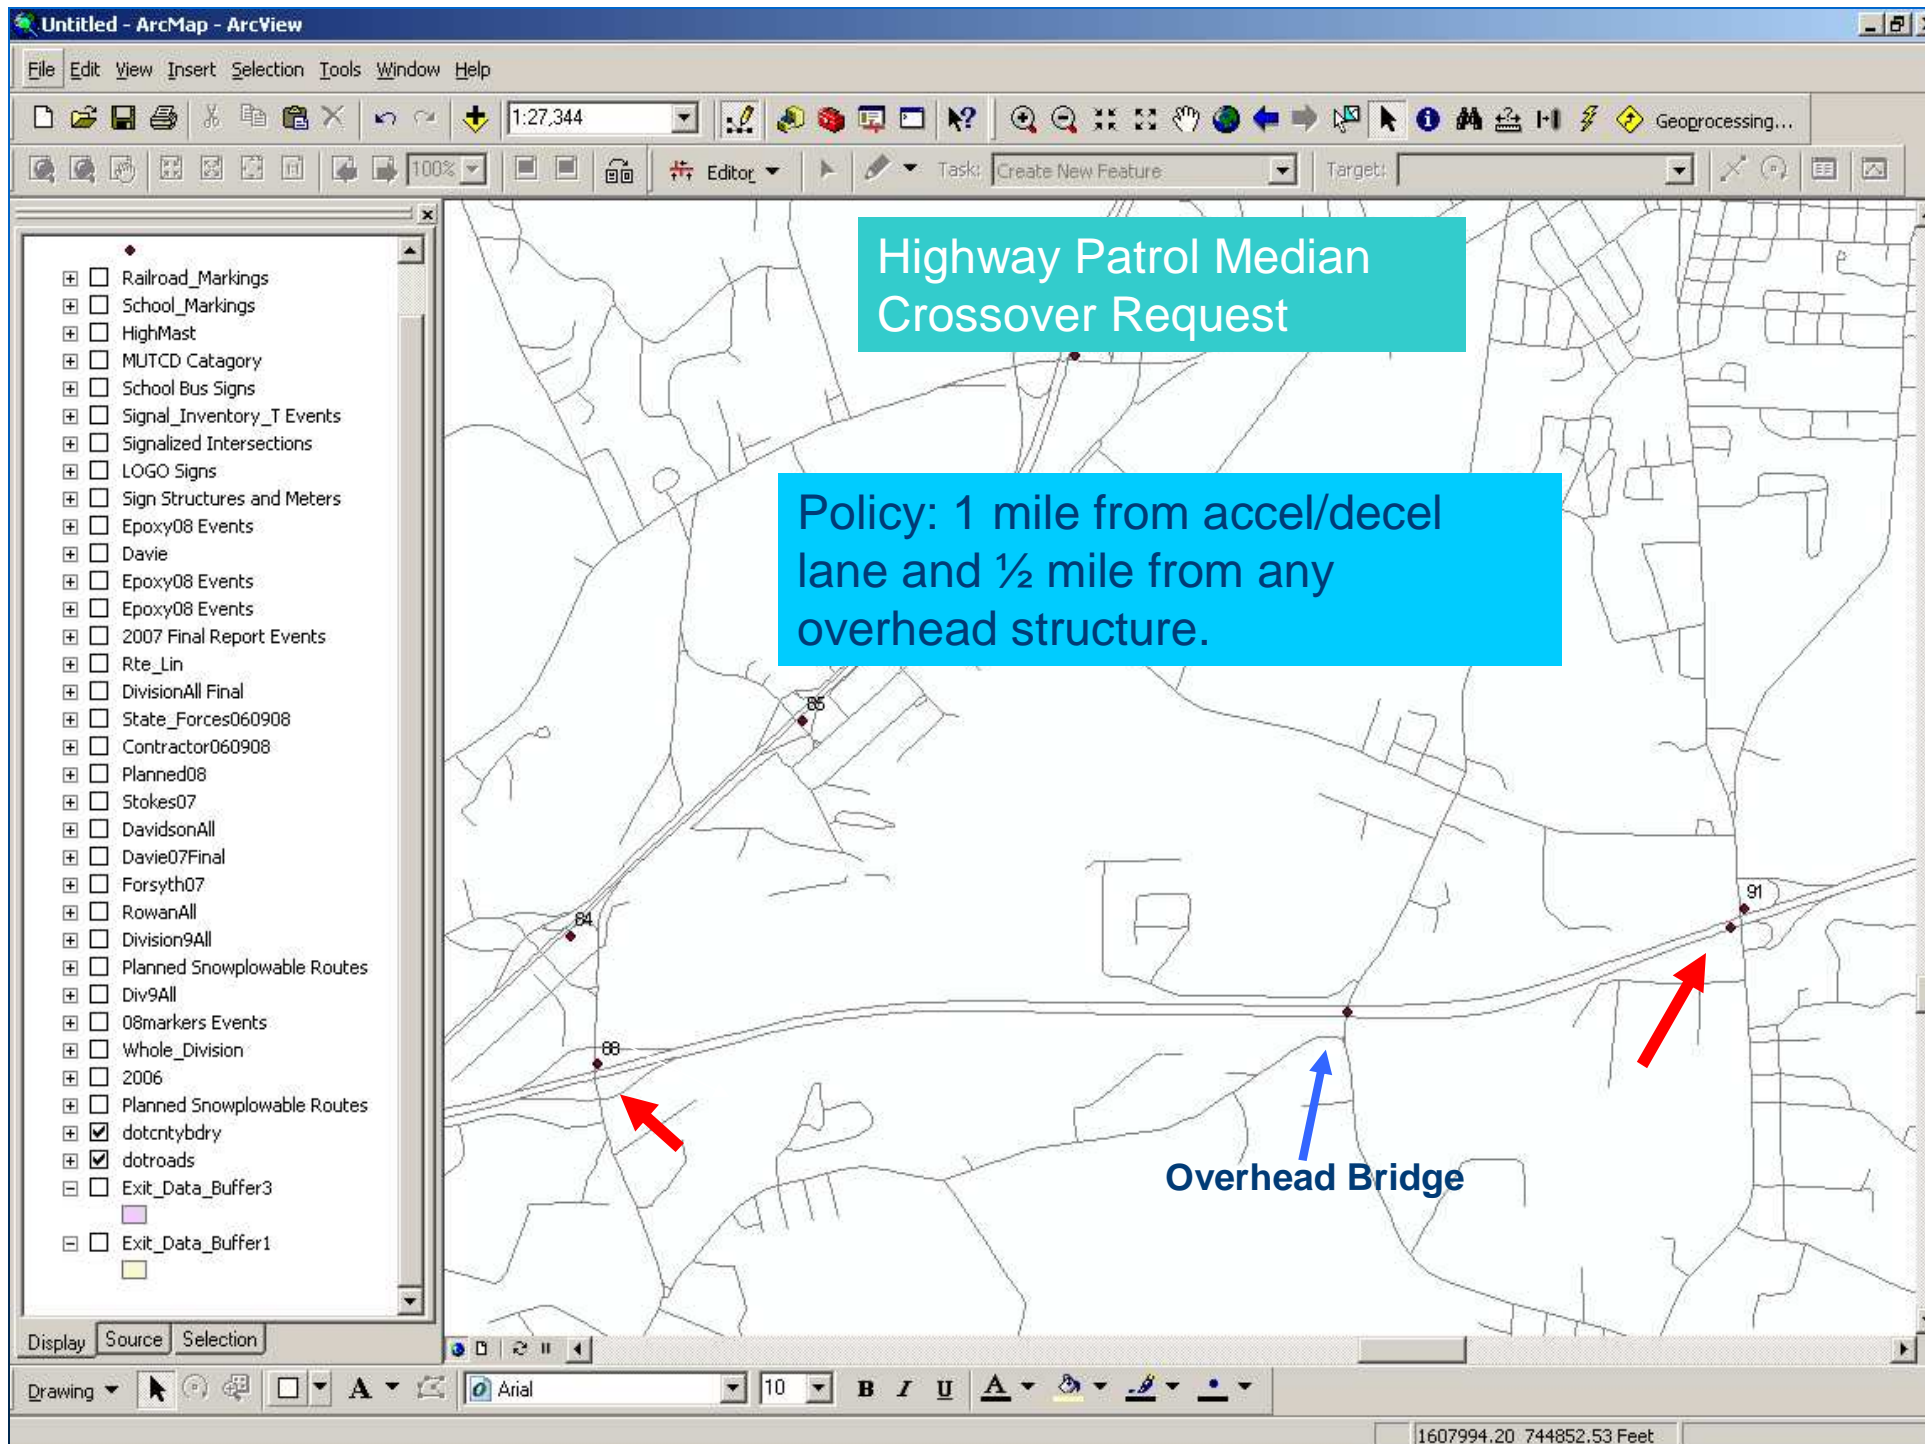 Untitled - ArcMap - ArcView
File Edit View Insert Selection Tools Window Help
1:27,344
Geoprocessing...
100%
Editor
Task:
Create New Feature
Target:
Railroad_Markings
School_Markings
HighMast
MUTCD Catagory
School Bus Signs
Signal_Inventory_T Events
Signalized Intersections
LOGO Signs
Sign Structures and Meters
Epoxy08 Events
Davie
Epoxy08 Events
Epoxy08 Events
2007 Final Report Events
Rte_Lin
DivisionAll Final
State_Forces060908
Contractor060908
Planned08
Stokes07
DavidsonAll
Davie07Final
Forsyth07
RowanAll
Division9All
Planned Snowplowable Routes
Div9All
08markers Events
Whole_Division
2006
Planned Snowplowable Routes
dotcntybdry
dotroads
Exit_Data_Buffer3
Exit_Data_Buffer1
Display Source Selection
Highway Patrol Median
Crossover Request
Policy: 1 mile from accel/decel
lane and ½ mile from any
overhead structure.
85
84
91
Overhead Bridge
Drawing
A
Arial
10
B I U A
1607994.20 744852.53 Feet